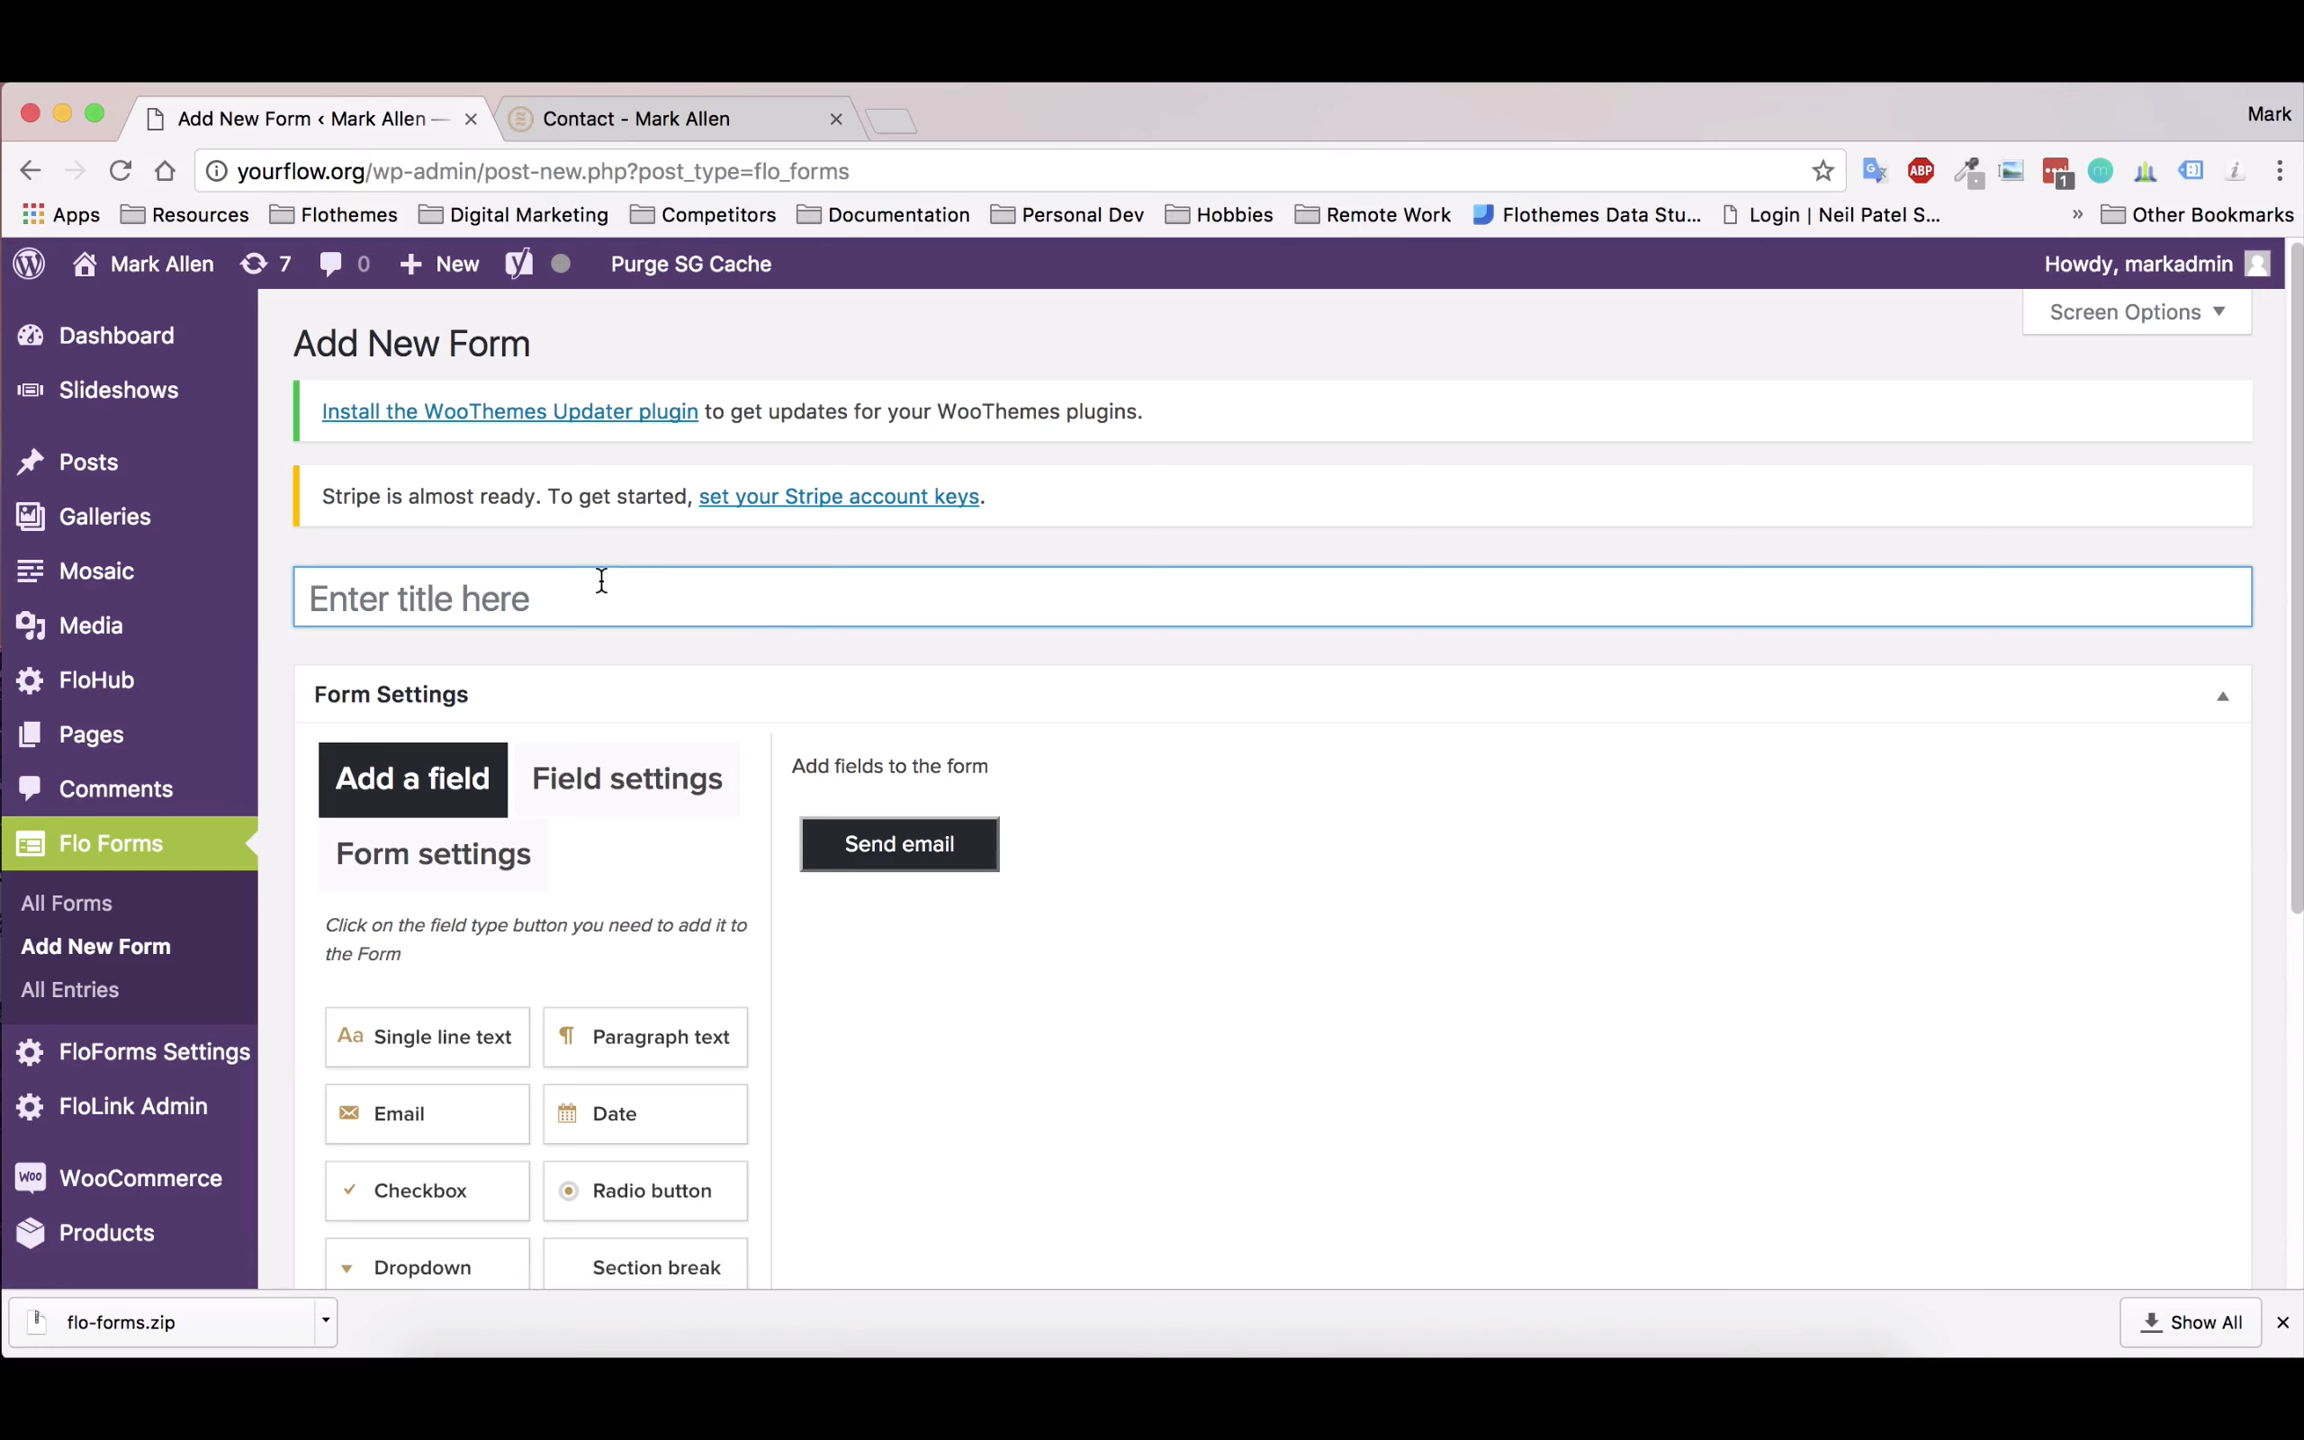 Add New Form ‹ Mark Allen —
Contact - Mark Allen
Mark
yourflow.org/wp-admin/post-new.php?post_type=flo_forms
ABP
1
Apps
Resources
Flothemes
Digital Marketing
Competitors
Documentation
Personal Dev
Hobbies
Remote Work
Flothemes Data Stu...
Login | Neil Patel S...
»
Other Bookmarks
Mark Allen
7
0
+ New
Purge SG Cache
Howdy, markadmin
Screen Options
Dashboard
Slideshows
Posts
Galleries
Mosaic
Media
FloHub
Pages
Comments
Flo Forms
All Forms
Add New Form
All Entries
FloForms Settings
FloLink Admin
Woo
WooCommerce
Products
Add New Form
Install the WooThemes Updater plugin to get updates for your WooThemes plugins.
Stripe is almost ready. To get started, set your Stripe account keys.
Enter title here
Form Settings
Add a field
Field settings
Form settings
Click on the field type button you need to add it to
the Form
Aa Single line text
¶ Paragraph text
Email
Date
Checkbox
Radio button
Dropdown
Section break
Add fields to the form
Send email
flo-forms.zip
Show All